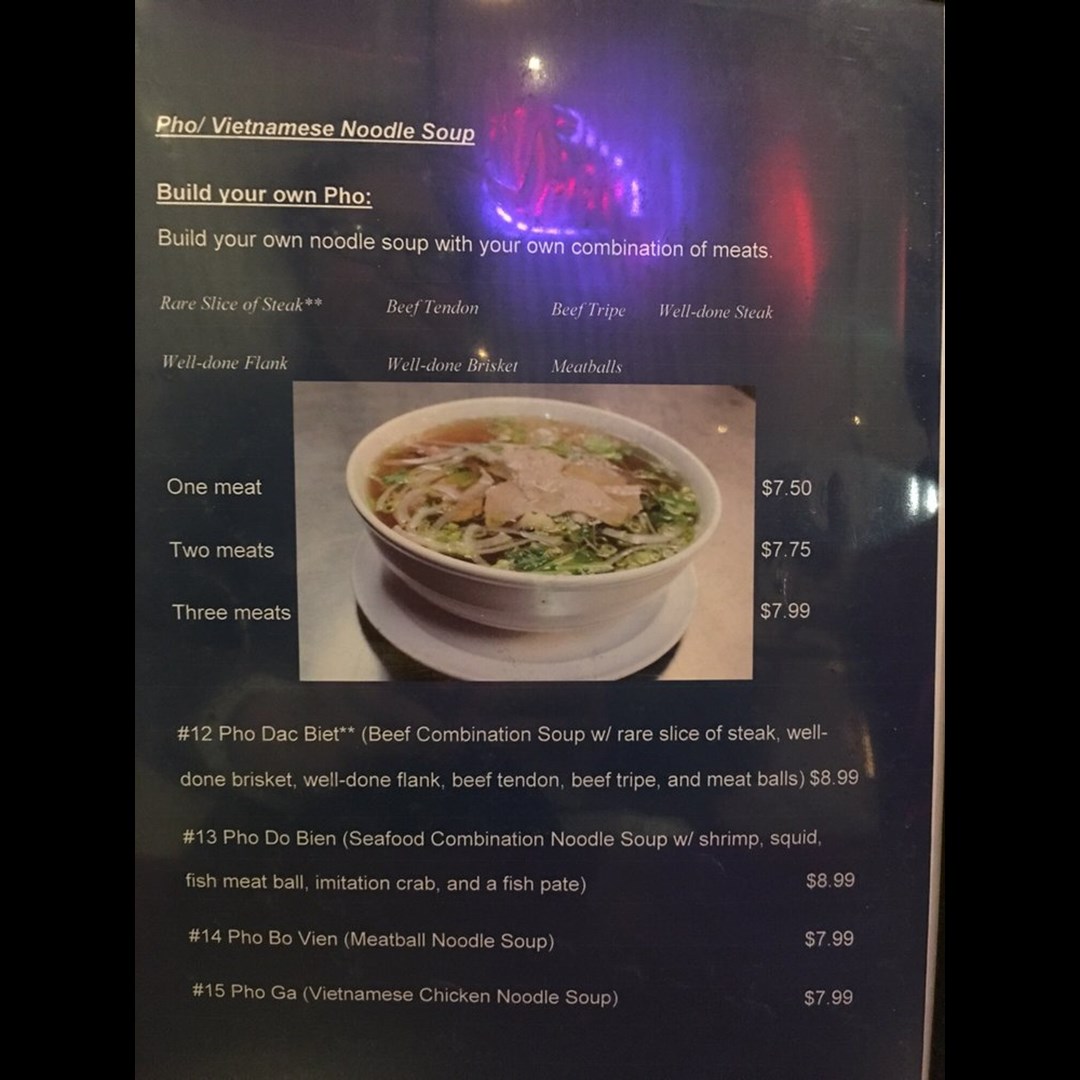 Pho/ Vietnamese Noodle Soup
Build your own Pho:
Build your own noodle soup with your own combination of meats.
Rare Slice of Steak** Beef Tendon Beef Tripe Well-done Steak
Well-done Flank Well-done Brisket Meatballs
One meat $7.50
Two meats $7.75
Three meats $7.99
#12 Pho Dac Biet** (Beef Combination Soup w/ rare slice of steak, well-
done brisket, well-done flank, beef tendon, beef tripe, and meat balls) $8.99
#13 Pho Do Bien (Seafood Combination Noodle Soup w/ shrimp, squid,
fish meat ball, imitation crab, and a fish pate) $8.99
#14 Pho Bo Vien (Meatball Noodle Soup) $7.99
#15 Pho Ga (Vietnamese Chicken Noodle Soup) $7.99